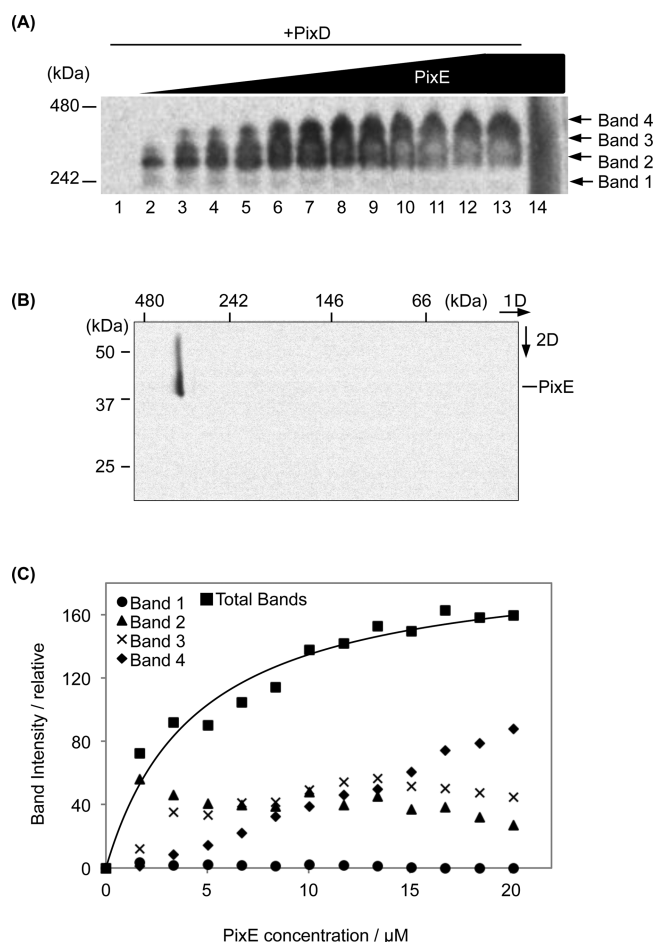 (A)
+PixD
(kDa)
PixE
480
242
Band 4
Band 3
Band 2
Band 1
1 2 3 4 5 6 7 8 9 10 11 12 13 14
(B)
480 242 146 66 (kDa) 1D
(kDa)
2D
50
37
25
PixE
(C)
Band 1
Band 2
Band 3
Band 4
Total Bands
160
120
80
40
0
0 5 10 15 20
Band Intensity / relative
PixE concentration / μM